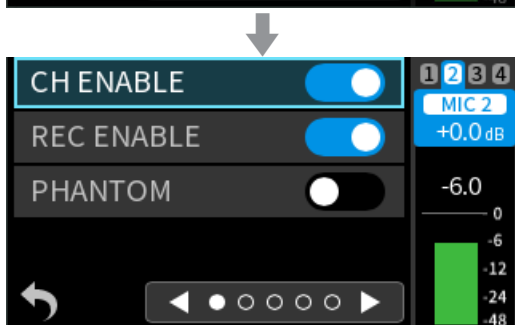 -48
CH ENABLE
REC ENABLE
PHANTOM
1 2 3 4
MIC 2
+0.0 dB
-6.0
0
-6
-12
-24
-48